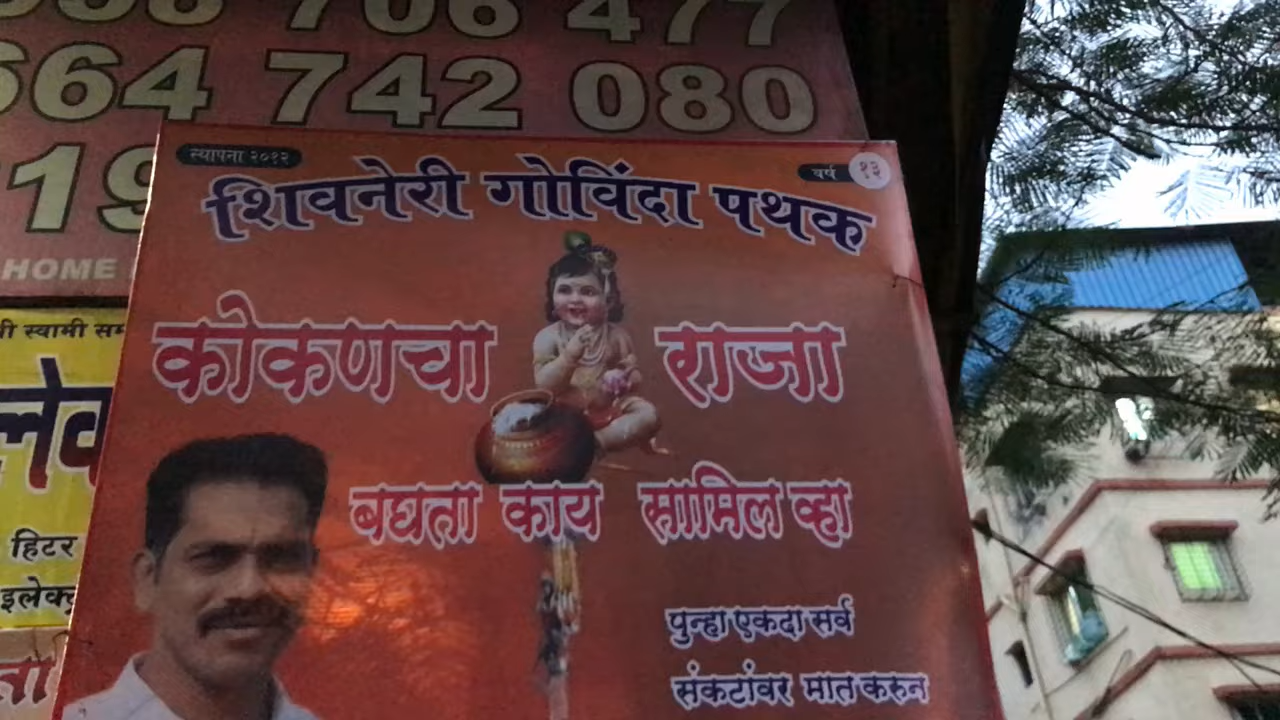 706 477
664 742 080
19
HOME
स्थापना २०१२
वर्ष १३
शिवनेरी गोविंदा पथक
कोकणचा राजा
बघता काय सामिल व्हा
पुन्हा एकदा सर्व
संकटांवर मात करुन
स्वामी
हिटर